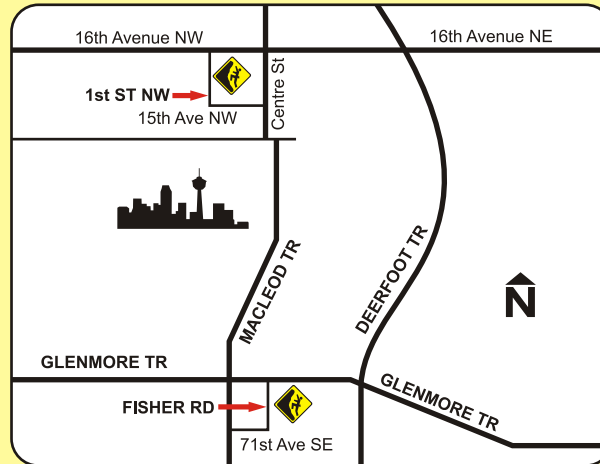 16th Avenue NW
16th Avenue NE
1st ST NW
Centre St
15th Ave NW
MACLEOD TR
DEERFOOT TR
N
GLENMORE TR
GLENMORE TR
FISHER RD
71st Ave SE